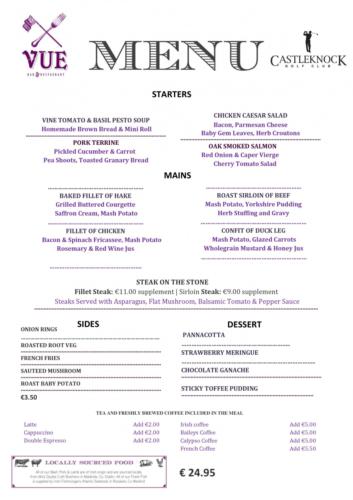 VUE
BAR & RESTAURANT
MENU
CASTLEKNOCK
GOLF CLUB
STARTERS
VINE TOMATO & BASIL PESTO SOUP
Homemade Brown Bread & Mini Roll
PORK TERRINE
Pickled Cucumber & Carrot
Pea Shoots, Toasted Granary Bread
CHICKEN CAESAR SALAD
Bacon, Parmesan Cheese
Baby Gem Leaves, Herb Croutons
OAK SMOKED SALMON
Red Onion & Caper Vierge
Cherry Tomato Salad
MAINS
BAKED FILLET OF HAKE
Grilled Buttered Courgette
Saffron Cream, Mash Potato
FILLET OF CHICKEN
Bacon & Spinach Fricassee, Mash Potato
Rosemary & Red Wine Jus
ROAST SIRLOIN OF BEEF
Mash Potato, Yorkshire Pudding
Herb Stuffing and Gravy
CONFIT OF DUCK LEG
Mash Potato, Glazed Carrots
Wholegrain Mustard & Honey Jus
STEAK ON THE STONE
Fillet Steak: €11.00 supplement | Sirloin Steak: €9.00 supplement
Steaks Served with Asparagus, Flat Mushroom, Balsamic Tomato & Pepper Sauce
SIDES
ONION RINGS
ROASTED ROOT VEG
FRENCH FRIES
SAUTEED MUSHROOM
ROAST BABY POTATO
€3.50
DESSERT
PANNACOTTA
STRAWBERRY MERINGUE
CHOCOLATE GANACHE
STICKY TOFFEE PUDDING
TEA AND FRESHLY BREWED COFFEE INCLUDED IN THE MEAL
Latte Add €2.00
Cappuccino Add €2.00
Double Espresso Add €2.00
Irish coffee Add €5.00
Baileys Coffee Add €5.00
Calypso Coffee Add €5.00
French Coffee Add €5.50
LOCALLY SOURCED FOOD
€ 24.95